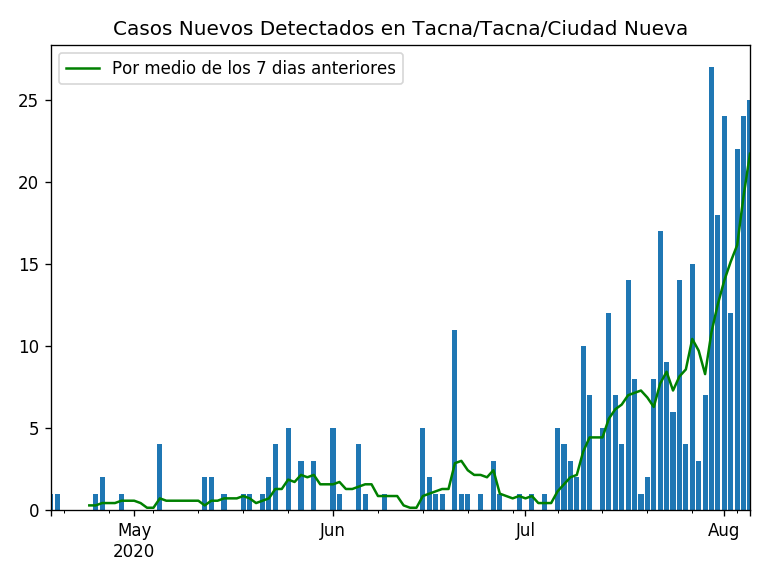 Casos Nuevos Detectados en Tacna/Tacna/Ciudad Nueva
Por medio de los 7 dias anteriores
25
20
15
10
5
0
May
2020
Jun
Jul
Aug